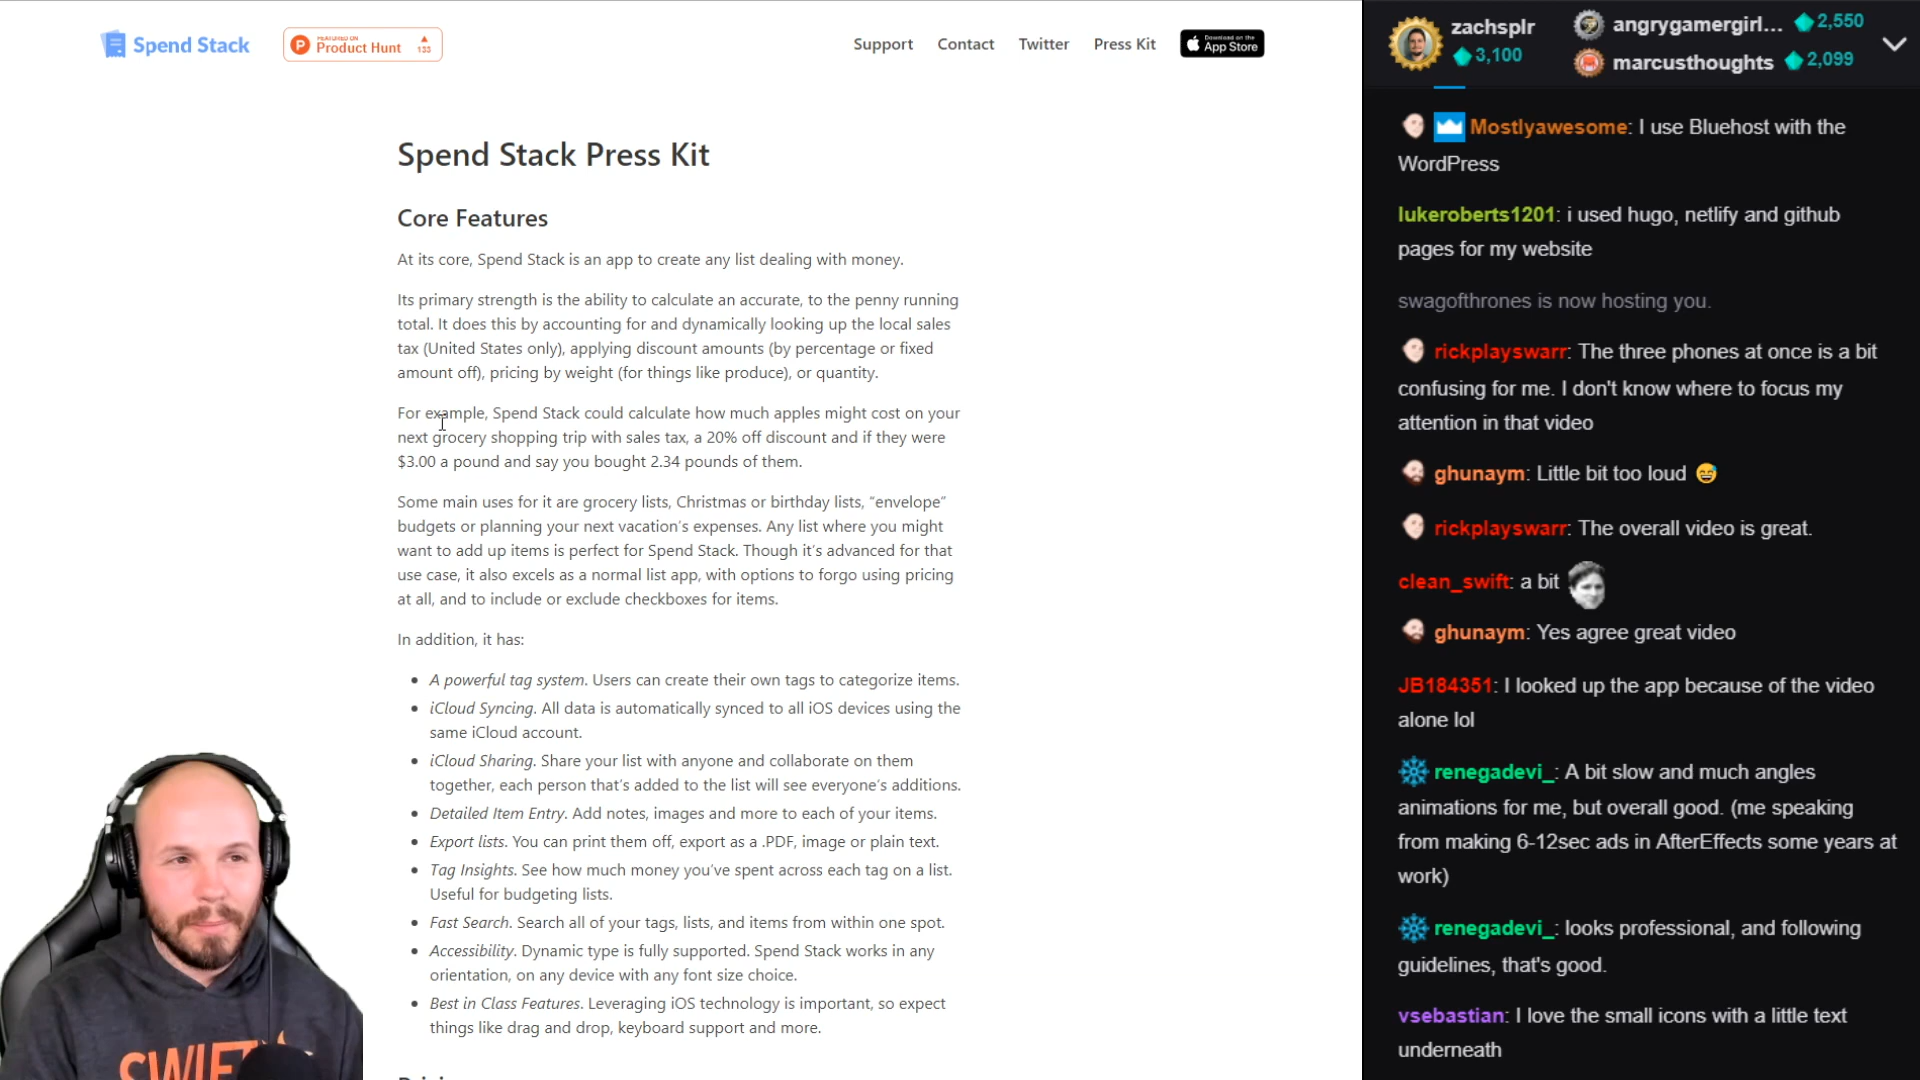 Spend Stack
FEATURED ON
Product Hunt
133
Support
Contact
Twitter
Press Kit
Download on the
App Store
Spend Stack Press Kit
Core Features
At its core, Spend Stack is an app to create any list dealing with money.
Its primary strength is the ability to calculate an accurate, to the penny running
total. It does this by accounting for and dynamically looking up the local sales
tax (United States only), applying discount amounts (by percentage or fixed
amount off), pricing by weight (for things like produce), or quantity.
For example, Spend Stack could calculate how much apples might cost on your
next grocery shopping trip with sales tax, a 20% off discount and if they were
$3.00 a pound and say you bought 2.34 pounds of them.
Some main uses for it are grocery lists, Christmas or birthday lists, “envelope”
budgets or planning your next vacation’s expenses. Any list where you might
want to add up items is perfect for Spend Stack. Though it’s advanced for that
use case, it also excels as a normal list app, with options to forgo using pricing
at all, and to include or exclude checkboxes for items.
In addition, it has:
• A powerful tag system. Users can create their own tags to categorize items.
• iCloud Syncing. All data is automatically synced to all iOS devices using the
same iCloud account.
• iCloud Sharing. Share your list with anyone and collaborate on them
together, each person that’s added to the list will see everyone’s additions.
• Detailed Item Entry. Add notes, images and more to each of your items.
• Export lists. You can print them off, export as a .PDF, image or plain text.
• Tag Insights. See how much money you’ve spent across each tag on a list.
Useful for budgeting lists.
• Fast Search. Search all of your tags, lists, and items from within one spot.
• Accessibility. Dynamic type is fully supported. Spend Stack works in any
orientation, on any device with any font size choice.
• Best in Class Features. Leveraging iOS technology is important, so expect
things like drag and drop, keyboard support and more.
SWIFT
zachsplr
3,100
angrygamergirl... 2,550
marcusthoughts 2,099
Mostlyawesome: I use Bluehost with the
WordPress
lukeroberts1201: i used hugo, netlify and github
pages for my website
swagofthrones is now hosting you.
rickplayswarr: The three phones at once is a bit
confusing for me. I don't know where to focus my
attention in that video
ghunaym: Little bit too loud 😅
rickplayswarr: The overall video is great.
clean_swift: a bit
ghunaym: Yes agree great video
JB184351: I looked up the app because of the video
alone lol
renegadevi_: A bit slow and much angles
animations for me, but overall good. (me speaking
from making 6-12sec ads in AfterEffects some years at
work)
renegadevi_: looks professional, and following
guidelines, that's good.
vsebastian: I love the small icons with a little text
underneath